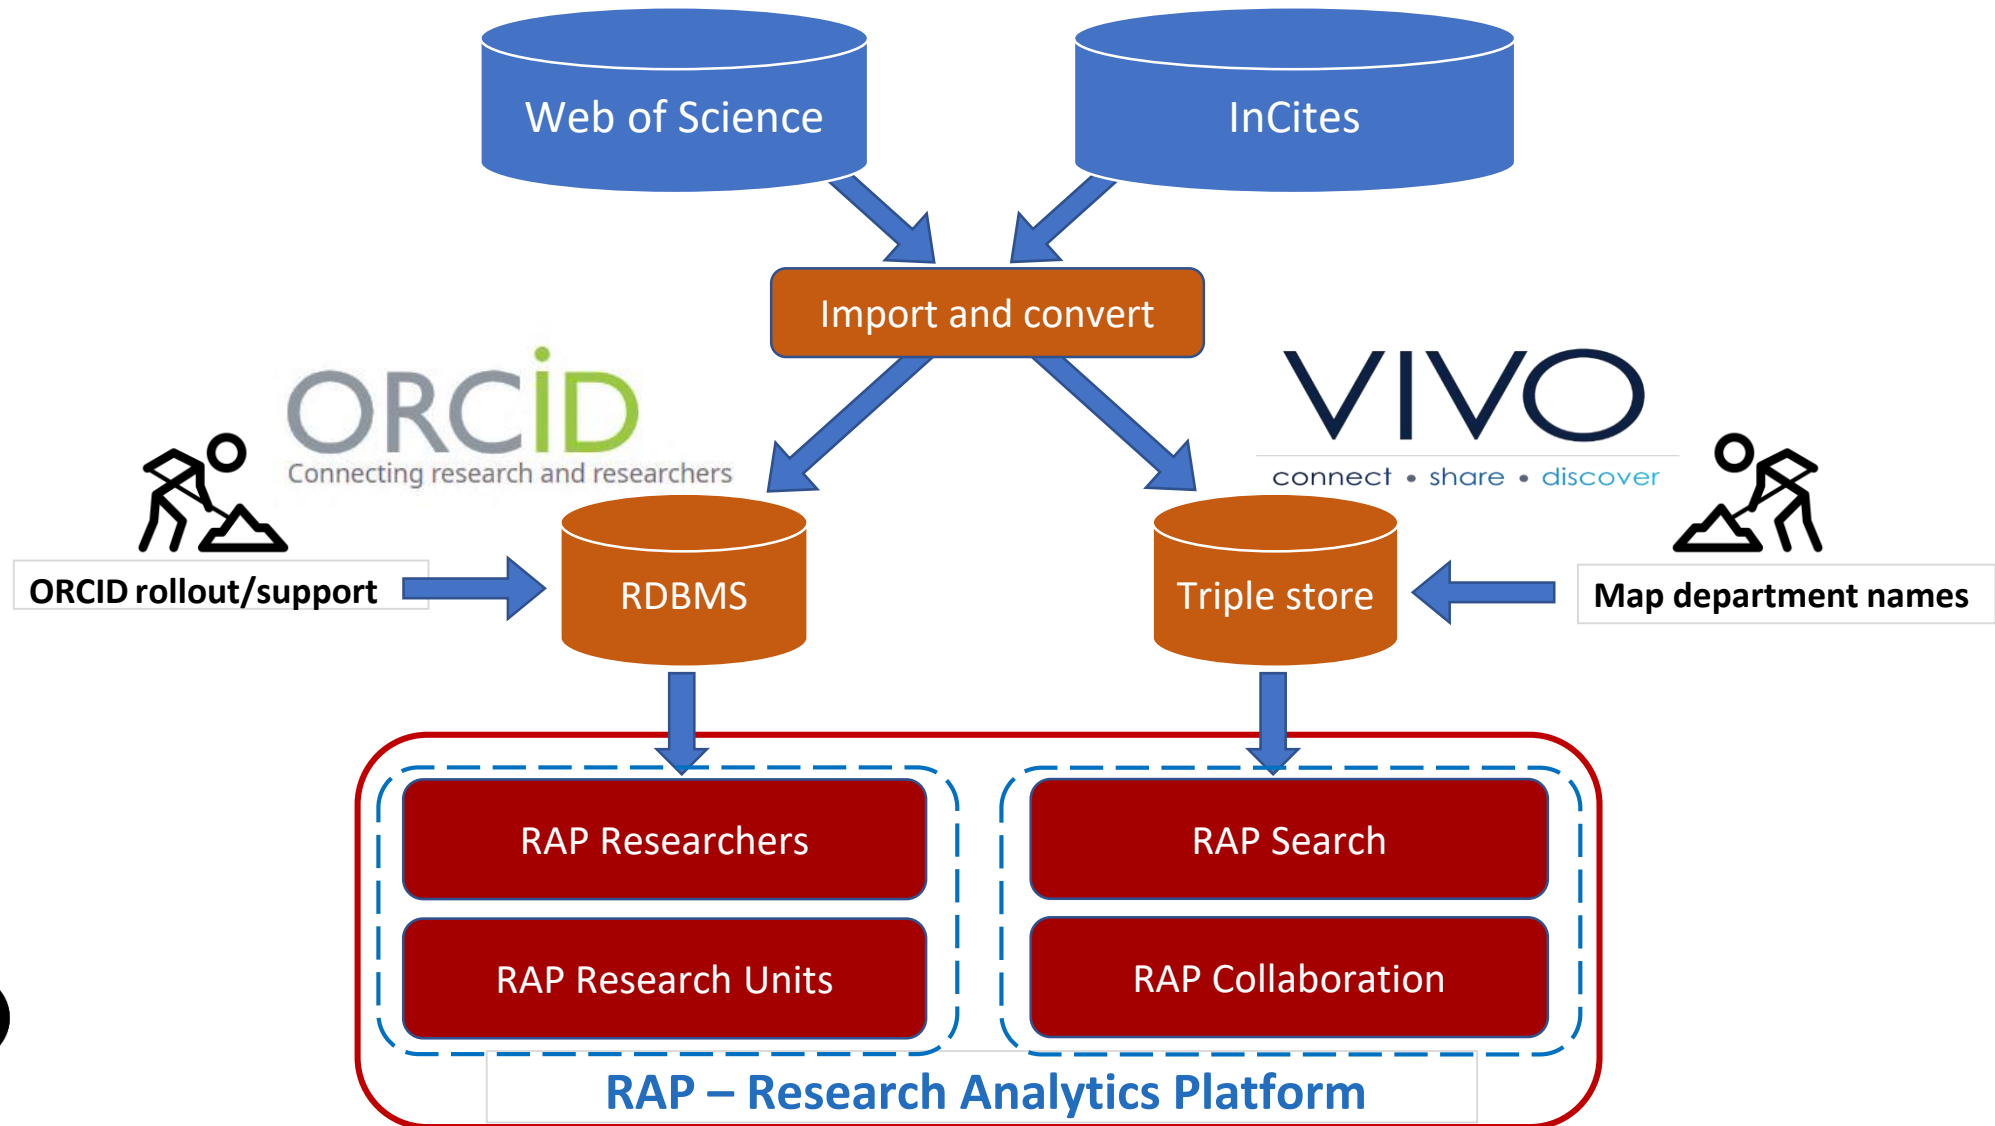 Web of Science
InCites
Import and convert
ORCID
Connecting research and researchers
VIVO
connect • share • discover
ORCID rollout/support
RDBMS
Triple store
Map department names
RAP Researchers
RAP Search
RAP Research Units
RAP Collaboration
RAP – Research Analytics Platform